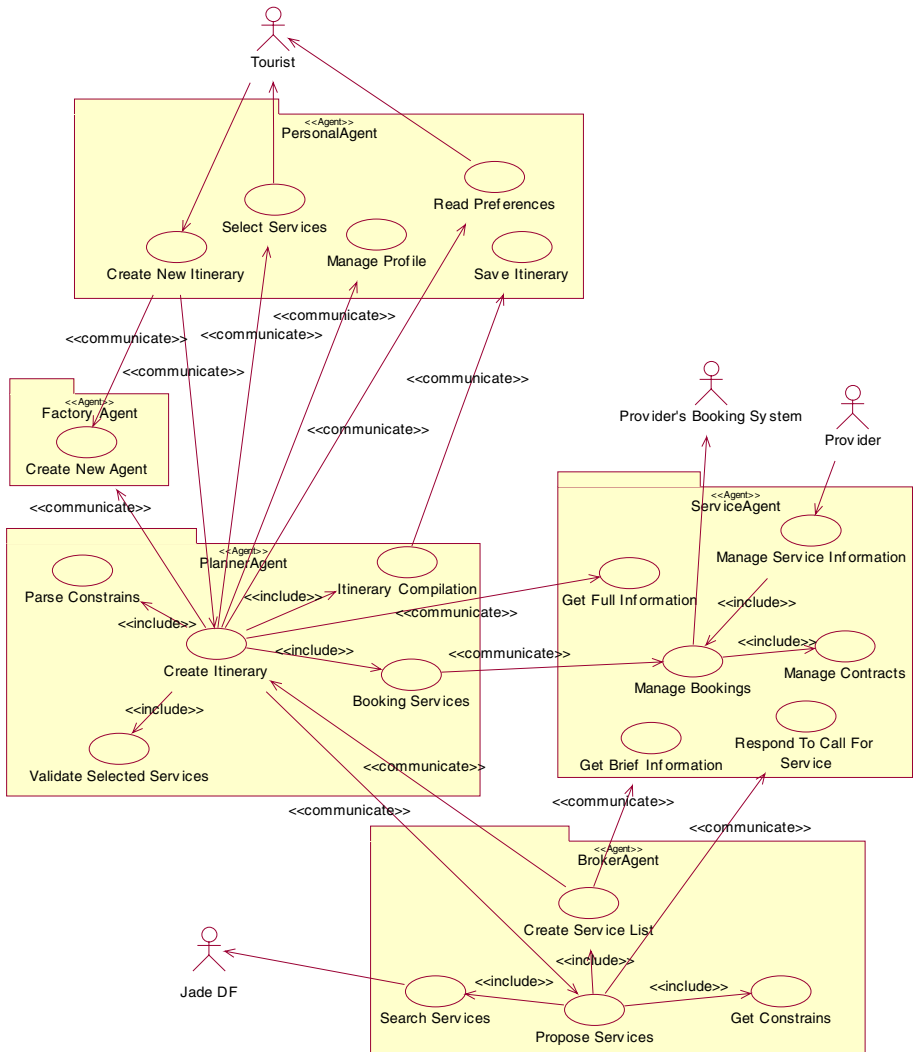 Tourist
<<Agent>>
PersonalAgent
Read Preferences
Select Services
Manage Profile
Create New Itinerary
Save Itinerary
<<communicate>>
<<communicate>>
<<communicate>>
<<communicate>>
<<communicate>>
<<communicate>>
<<Agent>>
Factory_Agent
Create New Agent
Provider's Booking System
Provider
<<communicate>>
<<Agent>>
ServiceAgent
Manage Service Information
<<Agent>>
PlannerAgent
Parse Constrains
Itinerary Compilation
Get Full Information
<<include>>
<<include>>
<<communicate>>
<<include>>
<<include>>
<<communicate>>
<<include>>
Create Itinerary
Booking Services
Manage Bookings
Manage Contracts
<<include>>
Validate Selected Services
<<communicate>>
Get Brief Information
Respond To Call For
Service
<<communicate>>
<<communicate>>
<<communicate>>
<<Agent>>
BrokerAgent
Create Service List
<<include>>
Jade DF
<<include>>
<<include>>
Search Services
Propose Services
Get Constrains